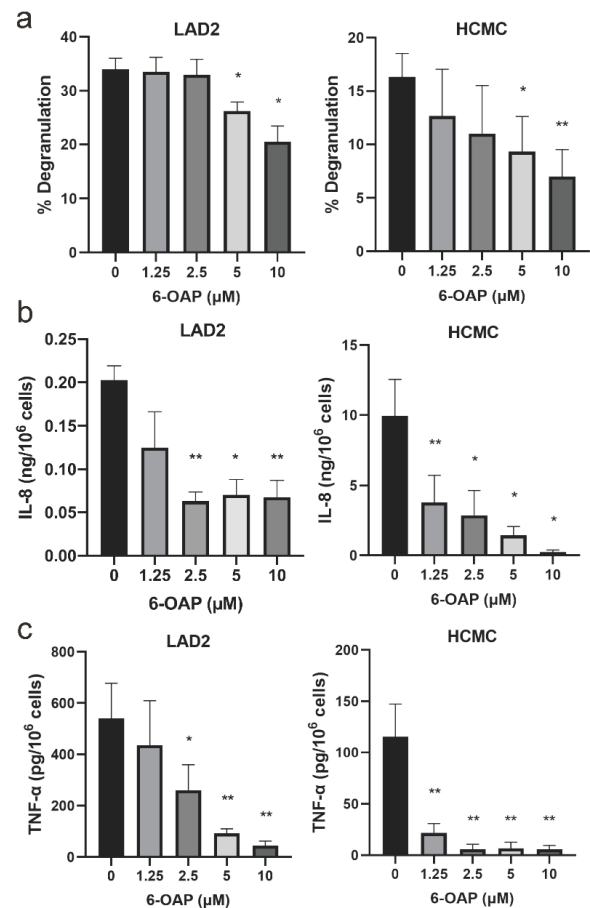 a
LAD2
% Degranulation
40
30
20
10
0
*
*
0 1.25 2.5 5 10
6-OAP (µM)
HCMC
% Degranulation
20
15
10
5
0
*
**
0 1.25 2.5 5 10
6-OAP (µM)
b
LAD2
IL-8 (ng/10⁶ cells)
0.25
0.20
0.15
0.10
0.05
0.00
** * **
0 1.25 2.5 5 10
6-OAP (µM)
HCMC
IL-8 (ng/10⁶ cells)
15
10
5
0
**
*
*
*
0 1.25 2.5 5 10
6-OAP (µM)
c
LAD2
TNF-α (pg/10⁶ cells)
800
600
400
200
0
*
**
**
0 1.25 2.5 5 10
6-OAP (µM)
HCMC
TNF-α (pg/10⁶ cells)
200
150
100
50
0
** ** ** **
0 1.25 2.5 5 10
6-OAP (µM)